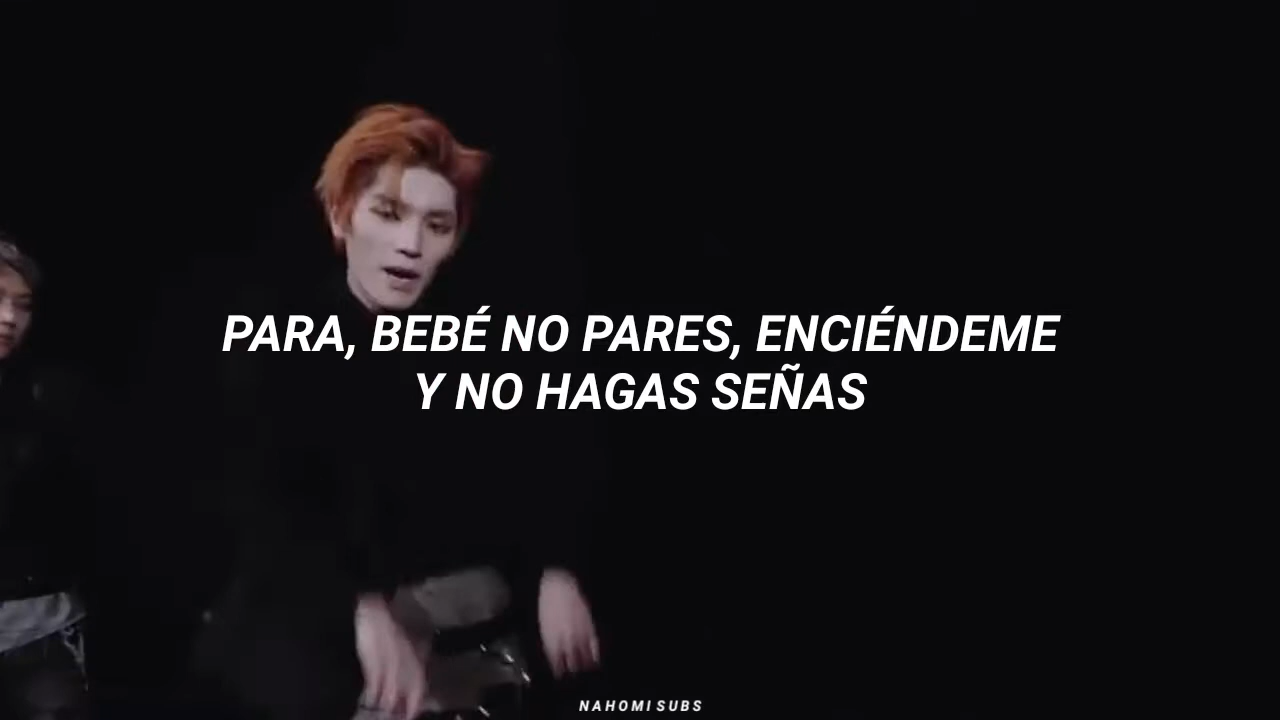 PARA, BEBÉ NO PARES, ENCIÉNDEME
Y NO HAGAS SEÑAS
NAHOMI SUBS